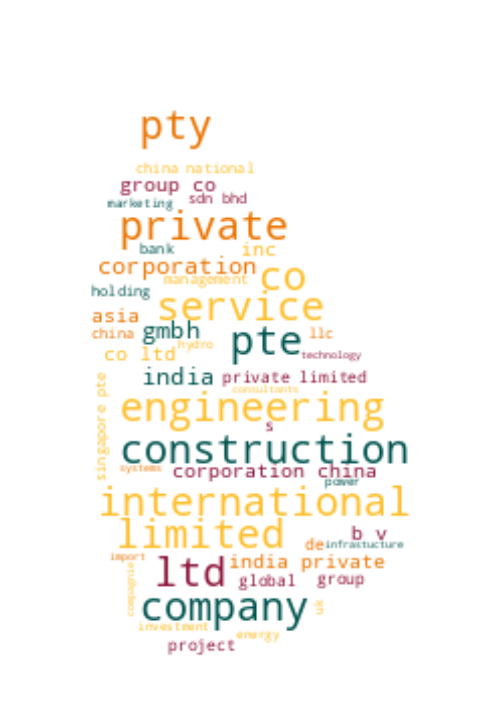 pty
china national
group co
marketing
sdn bhd
private
bank
inc
corporation
management
co
holding
service
asia
gmbh
pte
china
llc
hydro
co ltd
technology
india
private limited
singapore pte
consultants
engineering
s
construction
systems
corporation china
power
international
limited
b v
de
infrastucture
import
ltd
india private
compagnie
global
group
company
uk
investment
energy
project